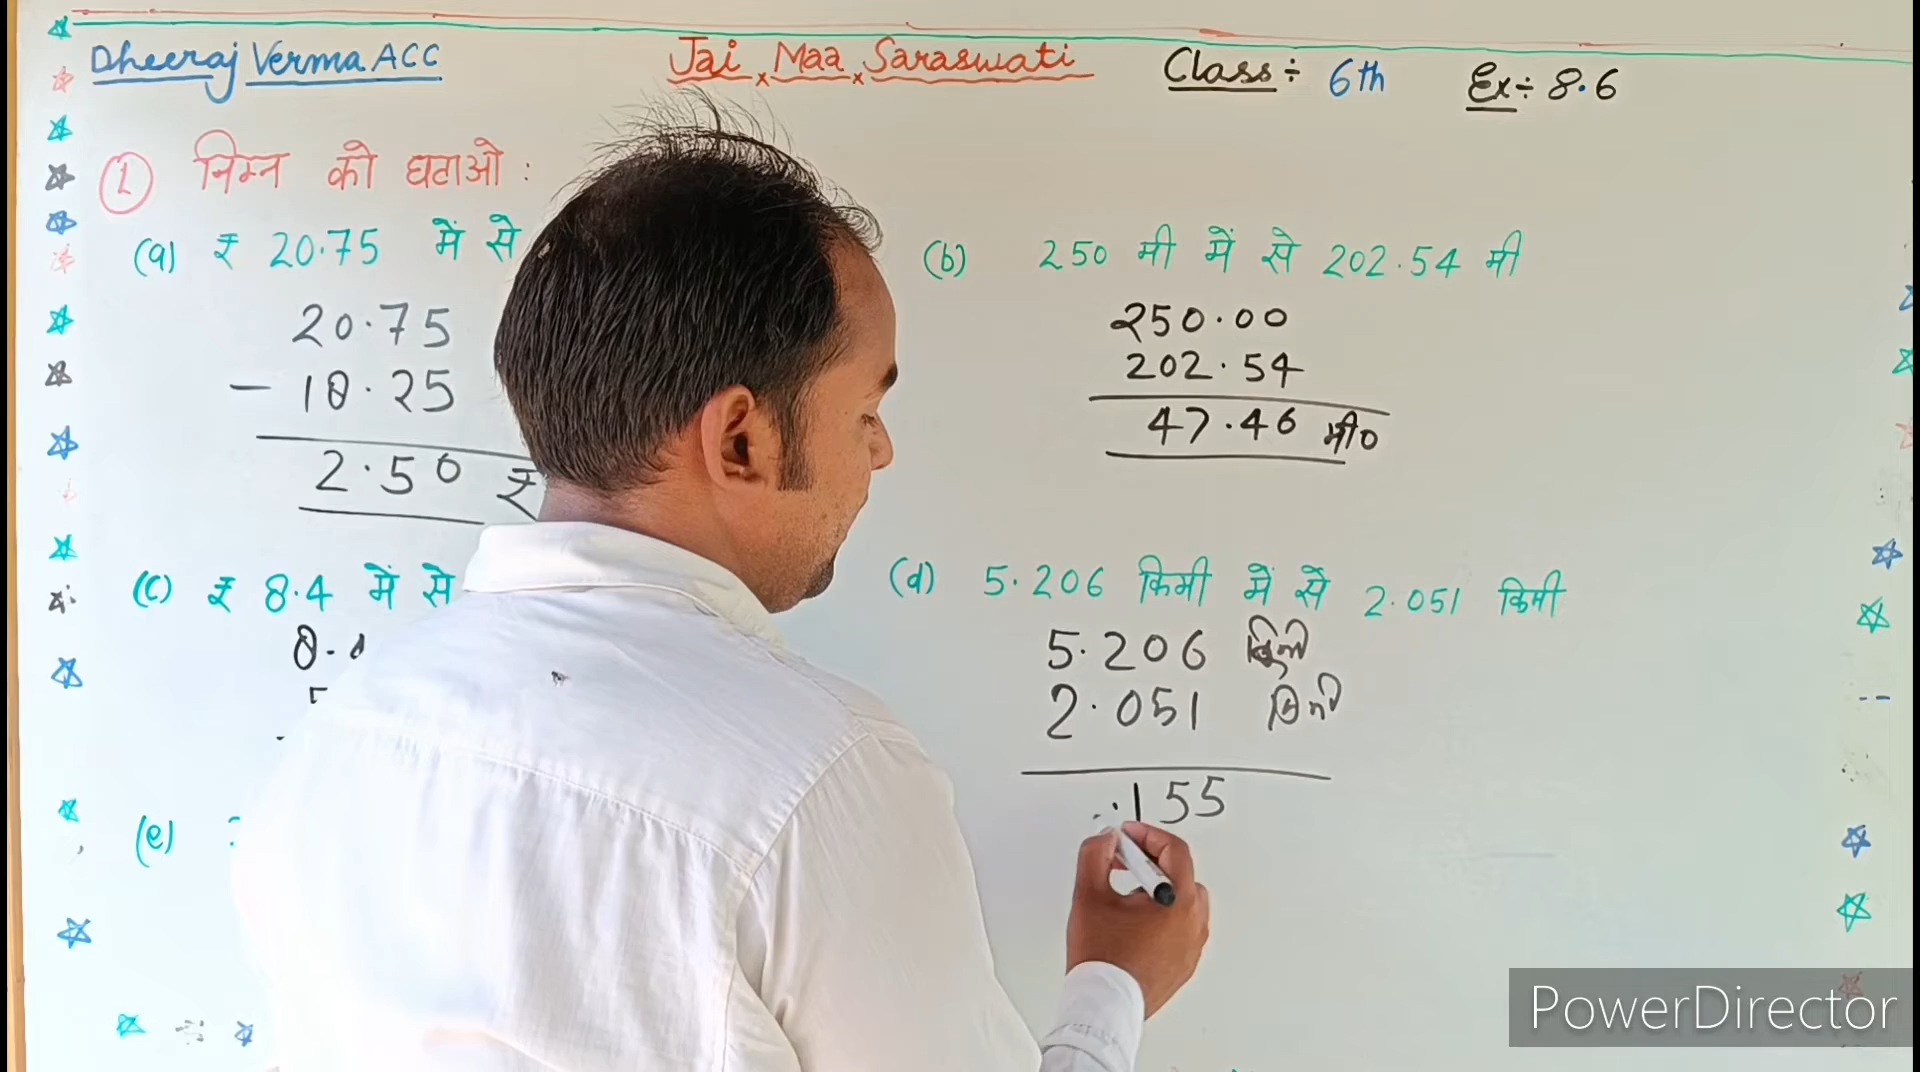 Dheeraj Verma ACC
Jai × Maa × Saraswati
Class ÷ 6th
Ex ÷ 8.6
① निम्न को घटाओ :
(a) ₹ 20.75 में से
20.75
- 18.25
2.50 ₹
(b) 250 मी में से 202.54 मी
250.00
202.54
47.46 मी०
(c) ₹ 8.4 में से
8.
(d) 5.206 किमी में से 2.051 किमी
5.206 किमी
2.051 किमी
.155
(e)
PowerDirector